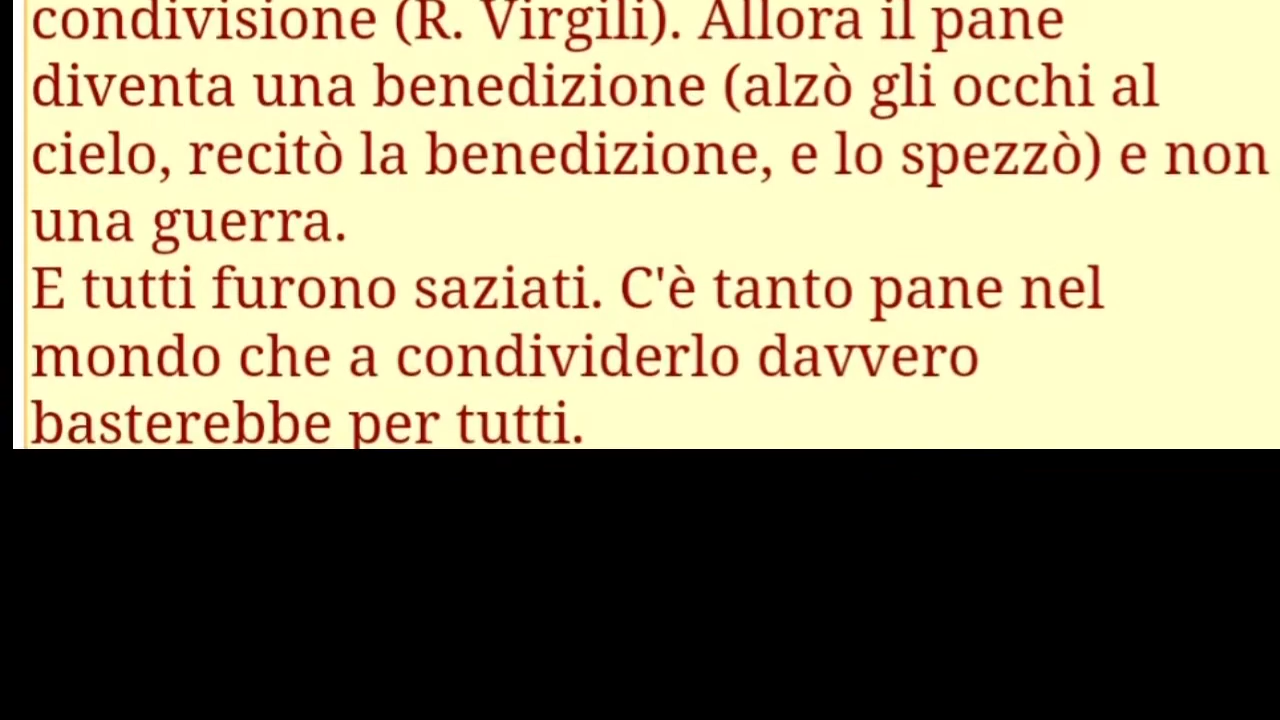 condivisione (R. Virgili). Allora il pane
diventa una benedizione (alzò gli occhi al
cielo, recitò la benedizione, e lo spezzò) e non
una guerra.
E tutti furono saziati. C'è tanto pane nel
mondo che a condividerlo davvero
basterebbe per tutti.